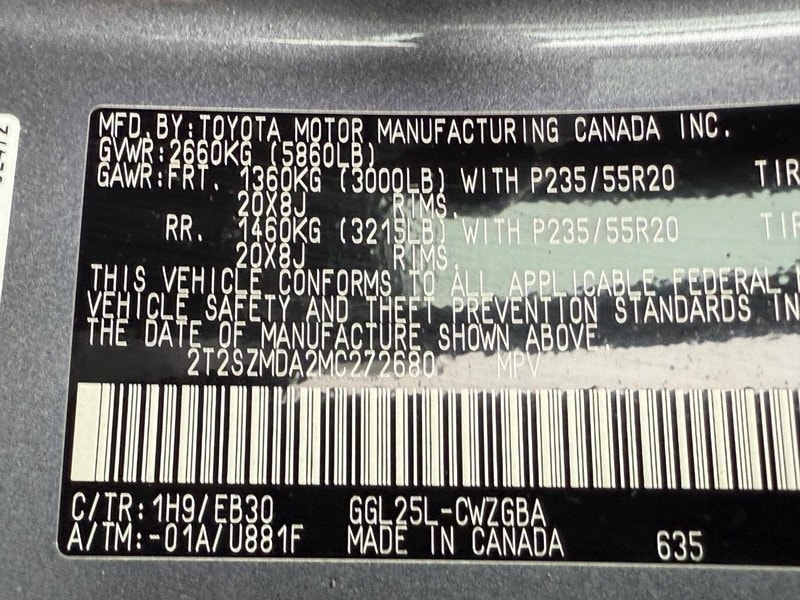 MFD. BY: TOYOTA MOTOR MANUFACTURING CANADA INC.
GVWR: 2660KG (5860LB)
GAWR: FRT. 1360KG (3000LB) WITH P235/55R20 TIR
20X8J RIMS.
RR. 1460KG (3215LB) WITH P235/55R20 TIR
20X8J RIMS.
THIS VEHICLE CONFORMS TO ALL APPLICABLE FEDERAL
VEHICLE SAFETY AND THEFT PREVENTION STANDARDS IN
THE DATE OF MANUFACTURE SHOWN ABOVE.
2T2SZMDA2MC272680 MPV
C/TR: 1H9/EB30 GGL25L-CWZGBA
A/TM:-01A/U881F MADE IN CANADA 635